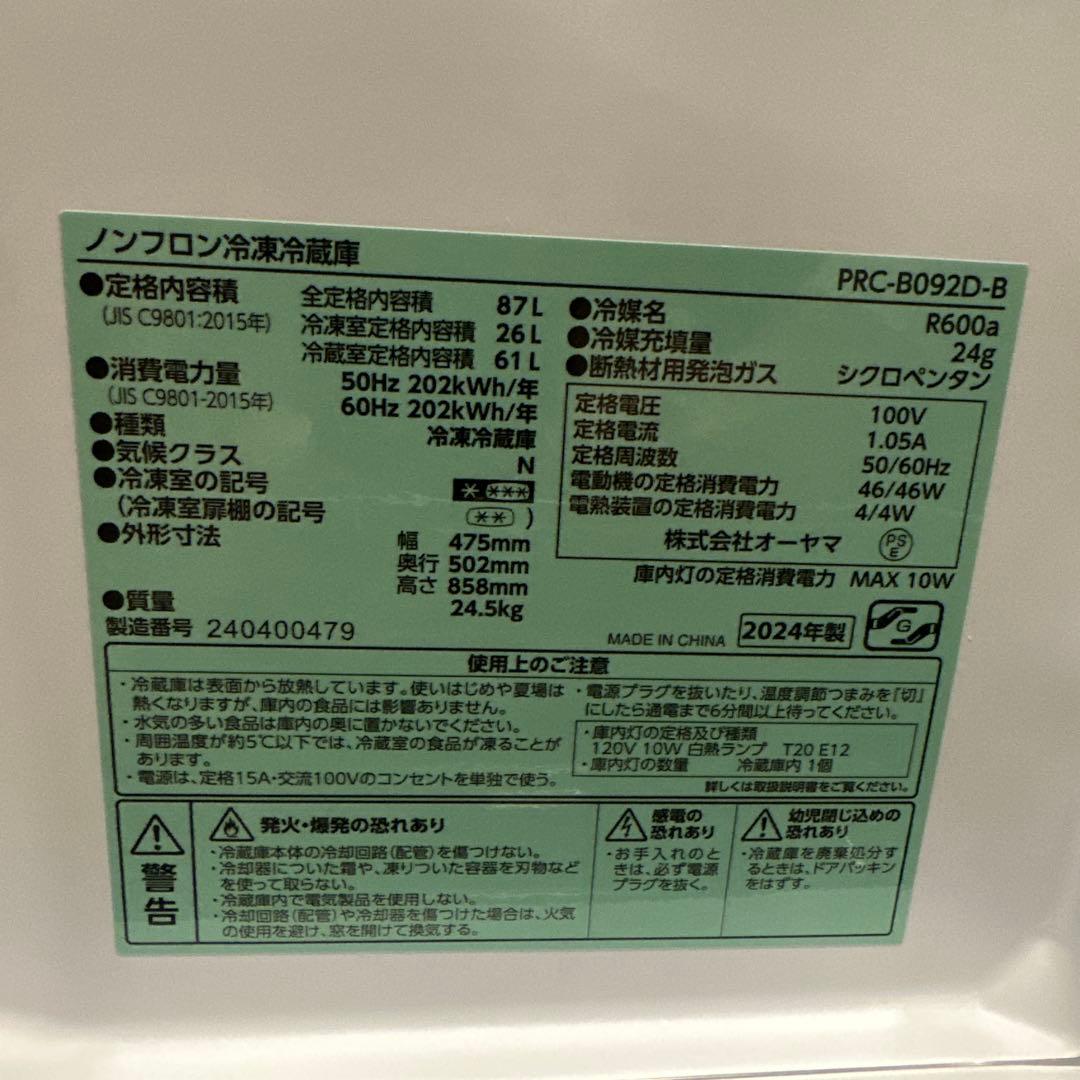 ノンフロン冷凍冷蔵庫
PRC-B092D-B
●定格内容積
(JIS C9801:2015年)
全定格内容積 87L
冷凍室定格内容積 26L
冷蔵室定格内容積 61L
●消費電力量
(JIS C9801-2015年)
50Hz 202kWh/年
60Hz 202kWh/年
●種類 冷凍冷蔵庫
●気候クラス N
●冷凍室の記号 * ***
(冷凍室扉棚の記号 ** )
●外形寸法
幅 475mm
奥行 502mm
高さ 858mm
●質量 24.5kg
製造番号 240400479
●冷媒名 R600a
●冷媒充填量 24g
●断熱材用発泡ガス シクロペンタン
定格電圧 100V
定格電流 1.05A
定格周波数 50/60Hz
電動機の定格消費電力 46/46W
電熱装置の定格消費電力 4/4W
株式会社オーヤマ PSE
庫内灯の定格消費電力 MAX 10W
MADE IN CHINA 2024年製 G
使用上のご注意
・冷蔵庫は表面から放熱しています。使いはじめや夏場は
熱くなりますが、庫内の食品には影響ありません。
・水気の多い食品は庫内の奥に置かないでください。
・周囲温度が約5℃以下では、冷蔵室の食品が凍ることが
あります。
・電源は、定格15A・交流100Vのコンセントを単独で使う。
・電源プラグを抜いたり、温度調節つまみを「切」
にしたら通電まで6分間以上待ってください。
・庫内灯の定格及び種類
120V 10W 白熱ランプ T20 E12
・庫内灯の数量 冷蔵庫内 1個
詳しくは取扱説明書をご覧ください。
警告
発火・爆発の恐れあり
・冷蔵庫本体の冷却回路(配管)を傷つけない。
・冷却器についた霜や、凍りついた容器を刃物など
を使って取らない。
・冷蔵庫内で電気製品を使用しない。
・冷却回路(配管)や冷却器を傷つけた場合は、火気
の使用を避け、窓を開けて換気する。
感電の
恐れあり
・お手入れのと
きは、必ず電源
プラグを抜く。
幼児閉じ込めの
恐れあり
・冷蔵庫を廃棄処分す
るときは、ドアパッキン
をはずす。